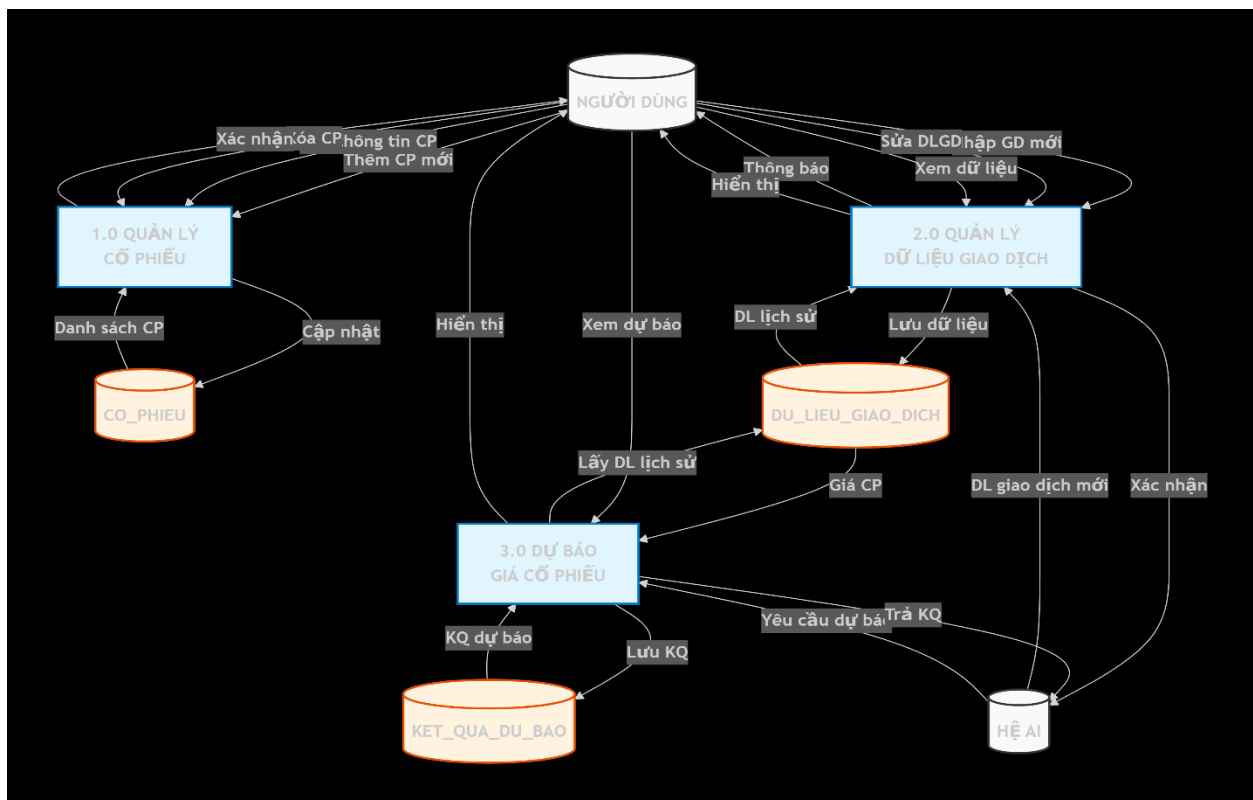 NGƯỜI DÙNG
Xác nhận
Xóa CP
hông tin CP
Thêm CP mới
Sửa DLGD
hập GD mới
Xem dữ liệu
Thông báo
Hiển thị
1.0 QUẢN LÝ
CỔ PHIẾU
2.0 QUẢN LÝ
DỮ LIỆU GIAO DỊCH
Danh sách CP
Cập nhật
Hiển thị
Xem dự báo
DL lịch sử
Lưu dữ liệu
CO_PHIEU
DU_LIEU_GIAO_DICH
Lấy DL lịch sử
Giá CP
DL giao dịch mới
Xác nhận
3.0 DỰ BÁO
GIÁ CỔ PHIẾU
Yêu cầu dự báo
Trả KQ
KQ dự báo
Lưu KQ
KET_QUA_DU_BAO
HỆ AI